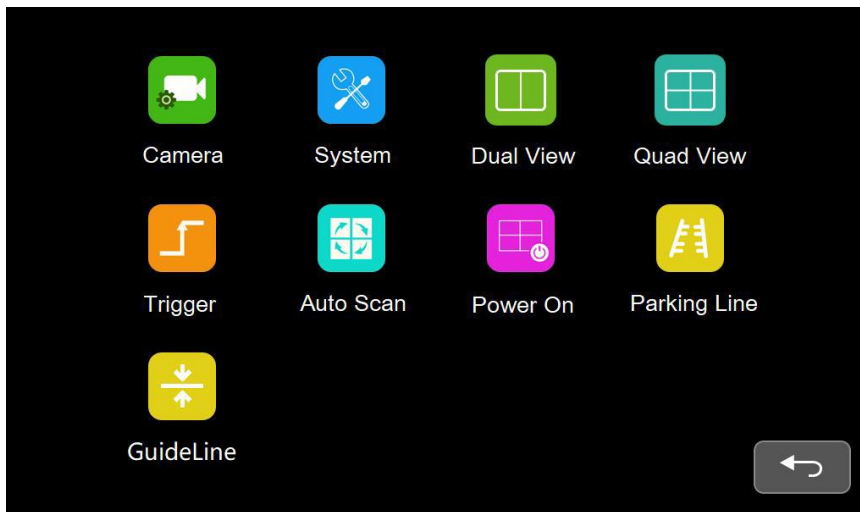 Camera System Dual View Quad View
Trigger Auto Scan Power On Parking Line
GuideLine